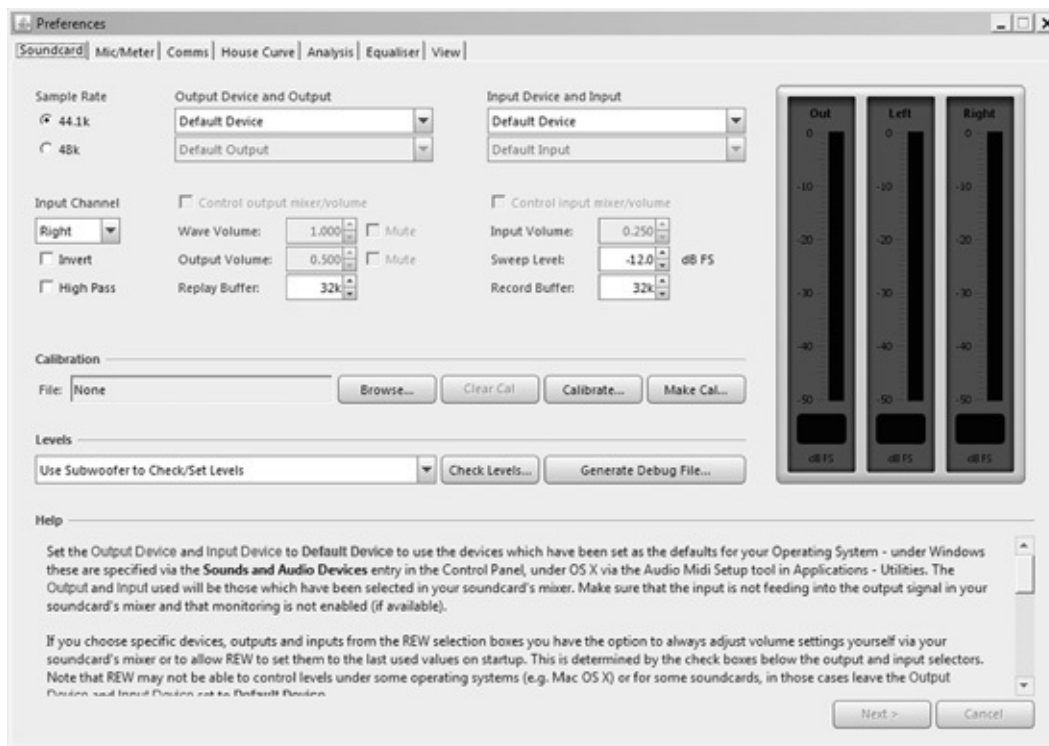 Preferences
Soundcard Mic/Meter Comms House Curve Analysis Equaliser View
Sample Rate
44.1k
48k
Output Device and Output
Default Device
Default Output
Input Device and Input
Default Device
Default Input
Input Channel
Right
Invert
High Pass
Control output mixer/volume
Wave Volume: 1.000 Mute
Output Volume: 0.500 Mute
Replay Buffer: 32k
Control input mixer/volume
Input Volume: 0.250
Sweep Level: -12.0 dB FS
Record Buffer: 32k
Out Left Right
0 0 0
-10 -10 -10
-20 -20 -20
-30 -30 -30
-40 -40 -40
-50 -50 -50
dB FS dB FS dB FS
Calibration
File: None Browse... Clear Cal Calibrate... Make Cal...
Levels
Use Subwoofer to Check/Set Levels Check Levels... Generate Debug File...
Help
Set the Output Device and Input Device to Default Device to use the devices which have been set as the defaults for your Operating System - under Windows
these are specified via the Sounds and Audio Devices entry in the Control Panel, under OS X via the Audio Midi Setup tool in Applications - Utilities. The
Output and Input used will be those which have been selected in your soundcard's mixer. Make sure that the input is not feeding into the output signal in your
soundcard's mixer and that monitoring is not enabled (if available).
If you choose specific devices, outputs and inputs from the REW selection boxes you have the option to always adjust volume settings yourself via your
soundcard's mixer or to allow REW to set them to the last used values on startup. This is determined by the check boxes below the output and input selectors.
Note that REW may not be able to control levels under some operating systems (e.g. Mac OS X) or for some soundcards, in those cases leave the Output
Device and Input Device set to Default Device.
Next > Cancel